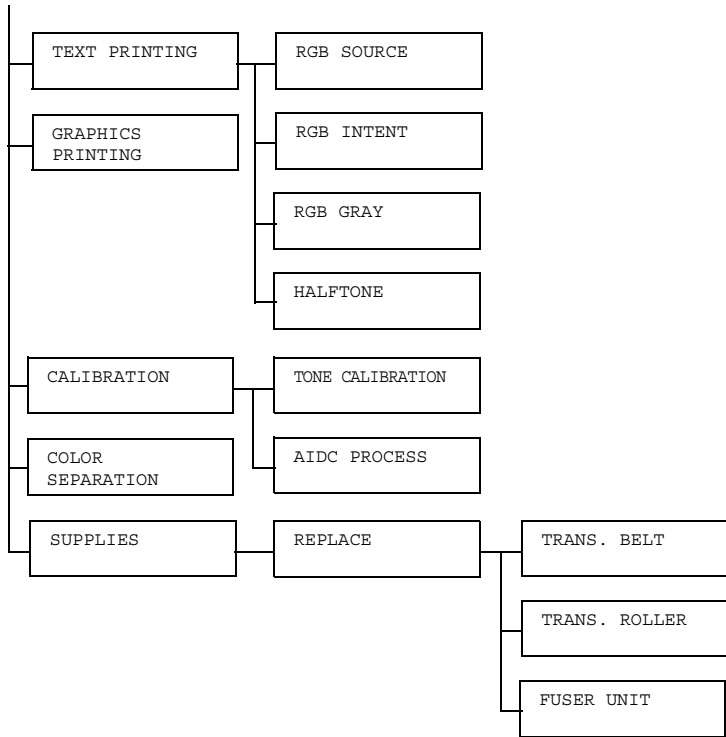 TEXT PRINTING
RGB SOURCE
GRAPHICS
PRINTING
RGB INTENT
RGB GRAY
HALFTONE
CALIBRATION
TONE CALIBRATION
COLOR
SEPARATION
AIDC PROCESS
SUPPLIES
REPLACE
TRANS. BELT
TRANS. ROLLER
FUSER UNIT